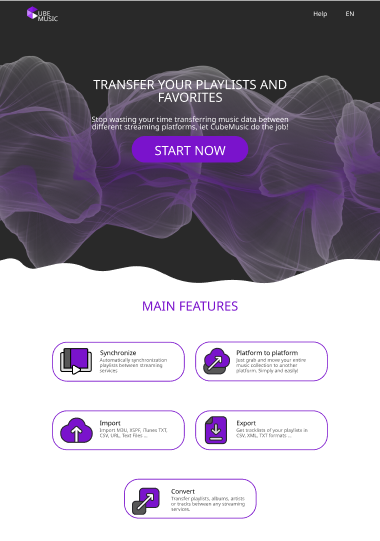 CUBE
MUSIC
Help
EN
TRANSFER YOUR PLAYLISTS AND
FAVORITES
Stop wasting your time transferring music data between
different streaming platforms, let CubeMusic do the job!
START NOW
MAIN FEATURES
Synchronize
Automatically synchronization
playlists between streaming
services
Platform to platform
Just grab and move your entire
music collection to another
platform. Simply and easily!
Import
Import M3U, XSPF, iTunes TXT,
CSV, URL, Text Files ...
Export
Get tracklists of your playlists in
CSV, XML, TXT formats ...
Convert
Transfer playlists, albums, artists
or tracks between any streaming
services.